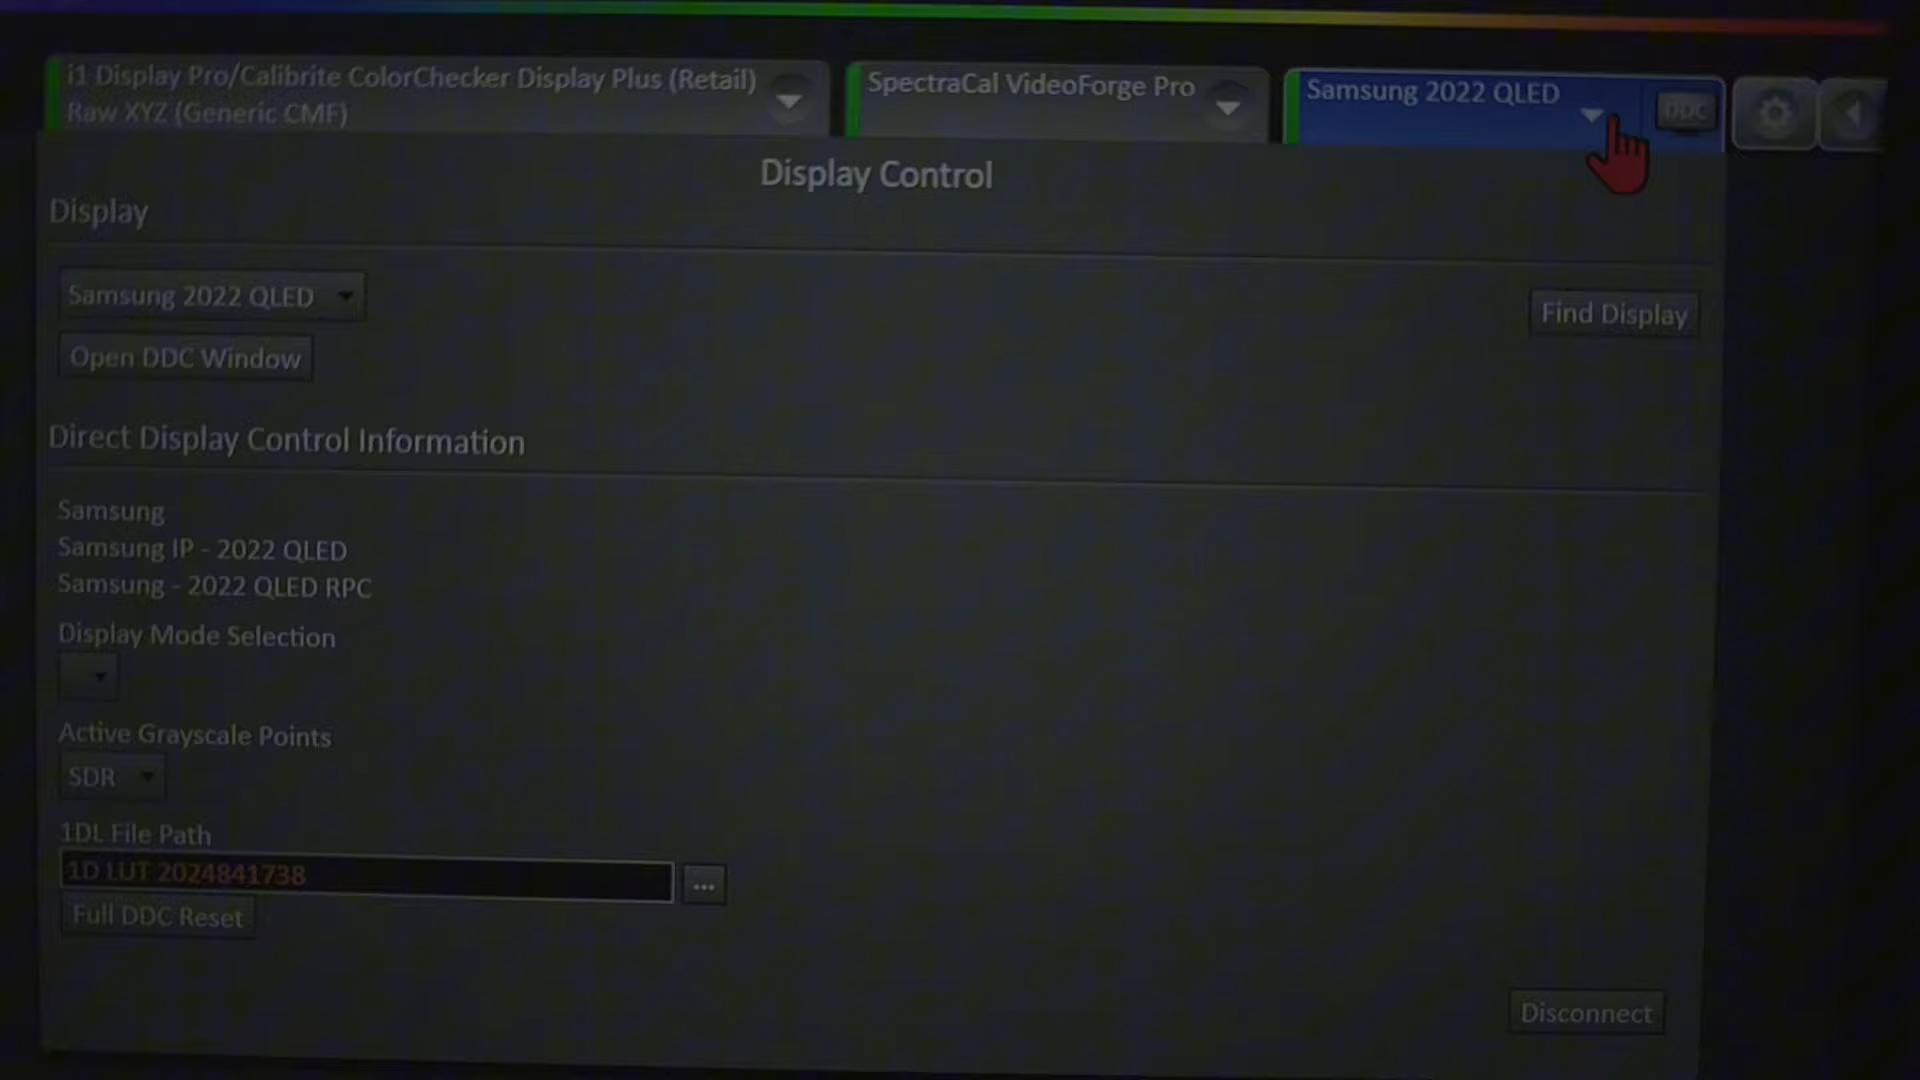 i1 Display Pro/Calibrite ColorChecker Display Plus (Retail)
Raw XYZ (Generic CMF)
SpectraCal VideoForge Pro
Samsung 2022 QLED
DDC
Display Control
Display
Samsung 2022 QLED
Find Display
Open DDC Window
Direct Display Control Information
Samsung
Samsung IP - 2022 QLED
Samsung - 2022 QLED RPC
Display Mode Selection
Active Grayscale Points
SDR
1DL File Path
1D LUT 2024841738
...
Full DDC Reset
Disconnect